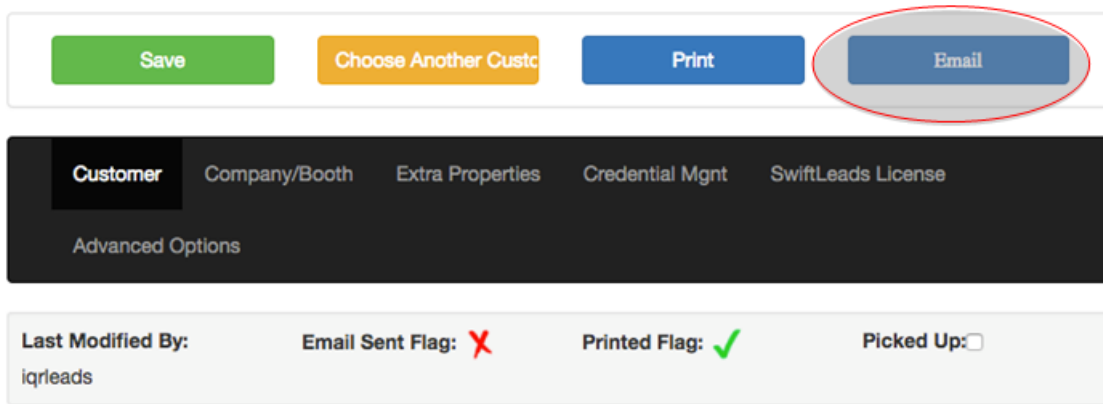 Save Choose Another Custo Print Email
Customer Company/Booth Extra Properties Credential Mgnt SwiftLeads License
Advanced Options
Last Modified By: Email Sent Flag: Printed Flag: Picked Up:
iqrleads